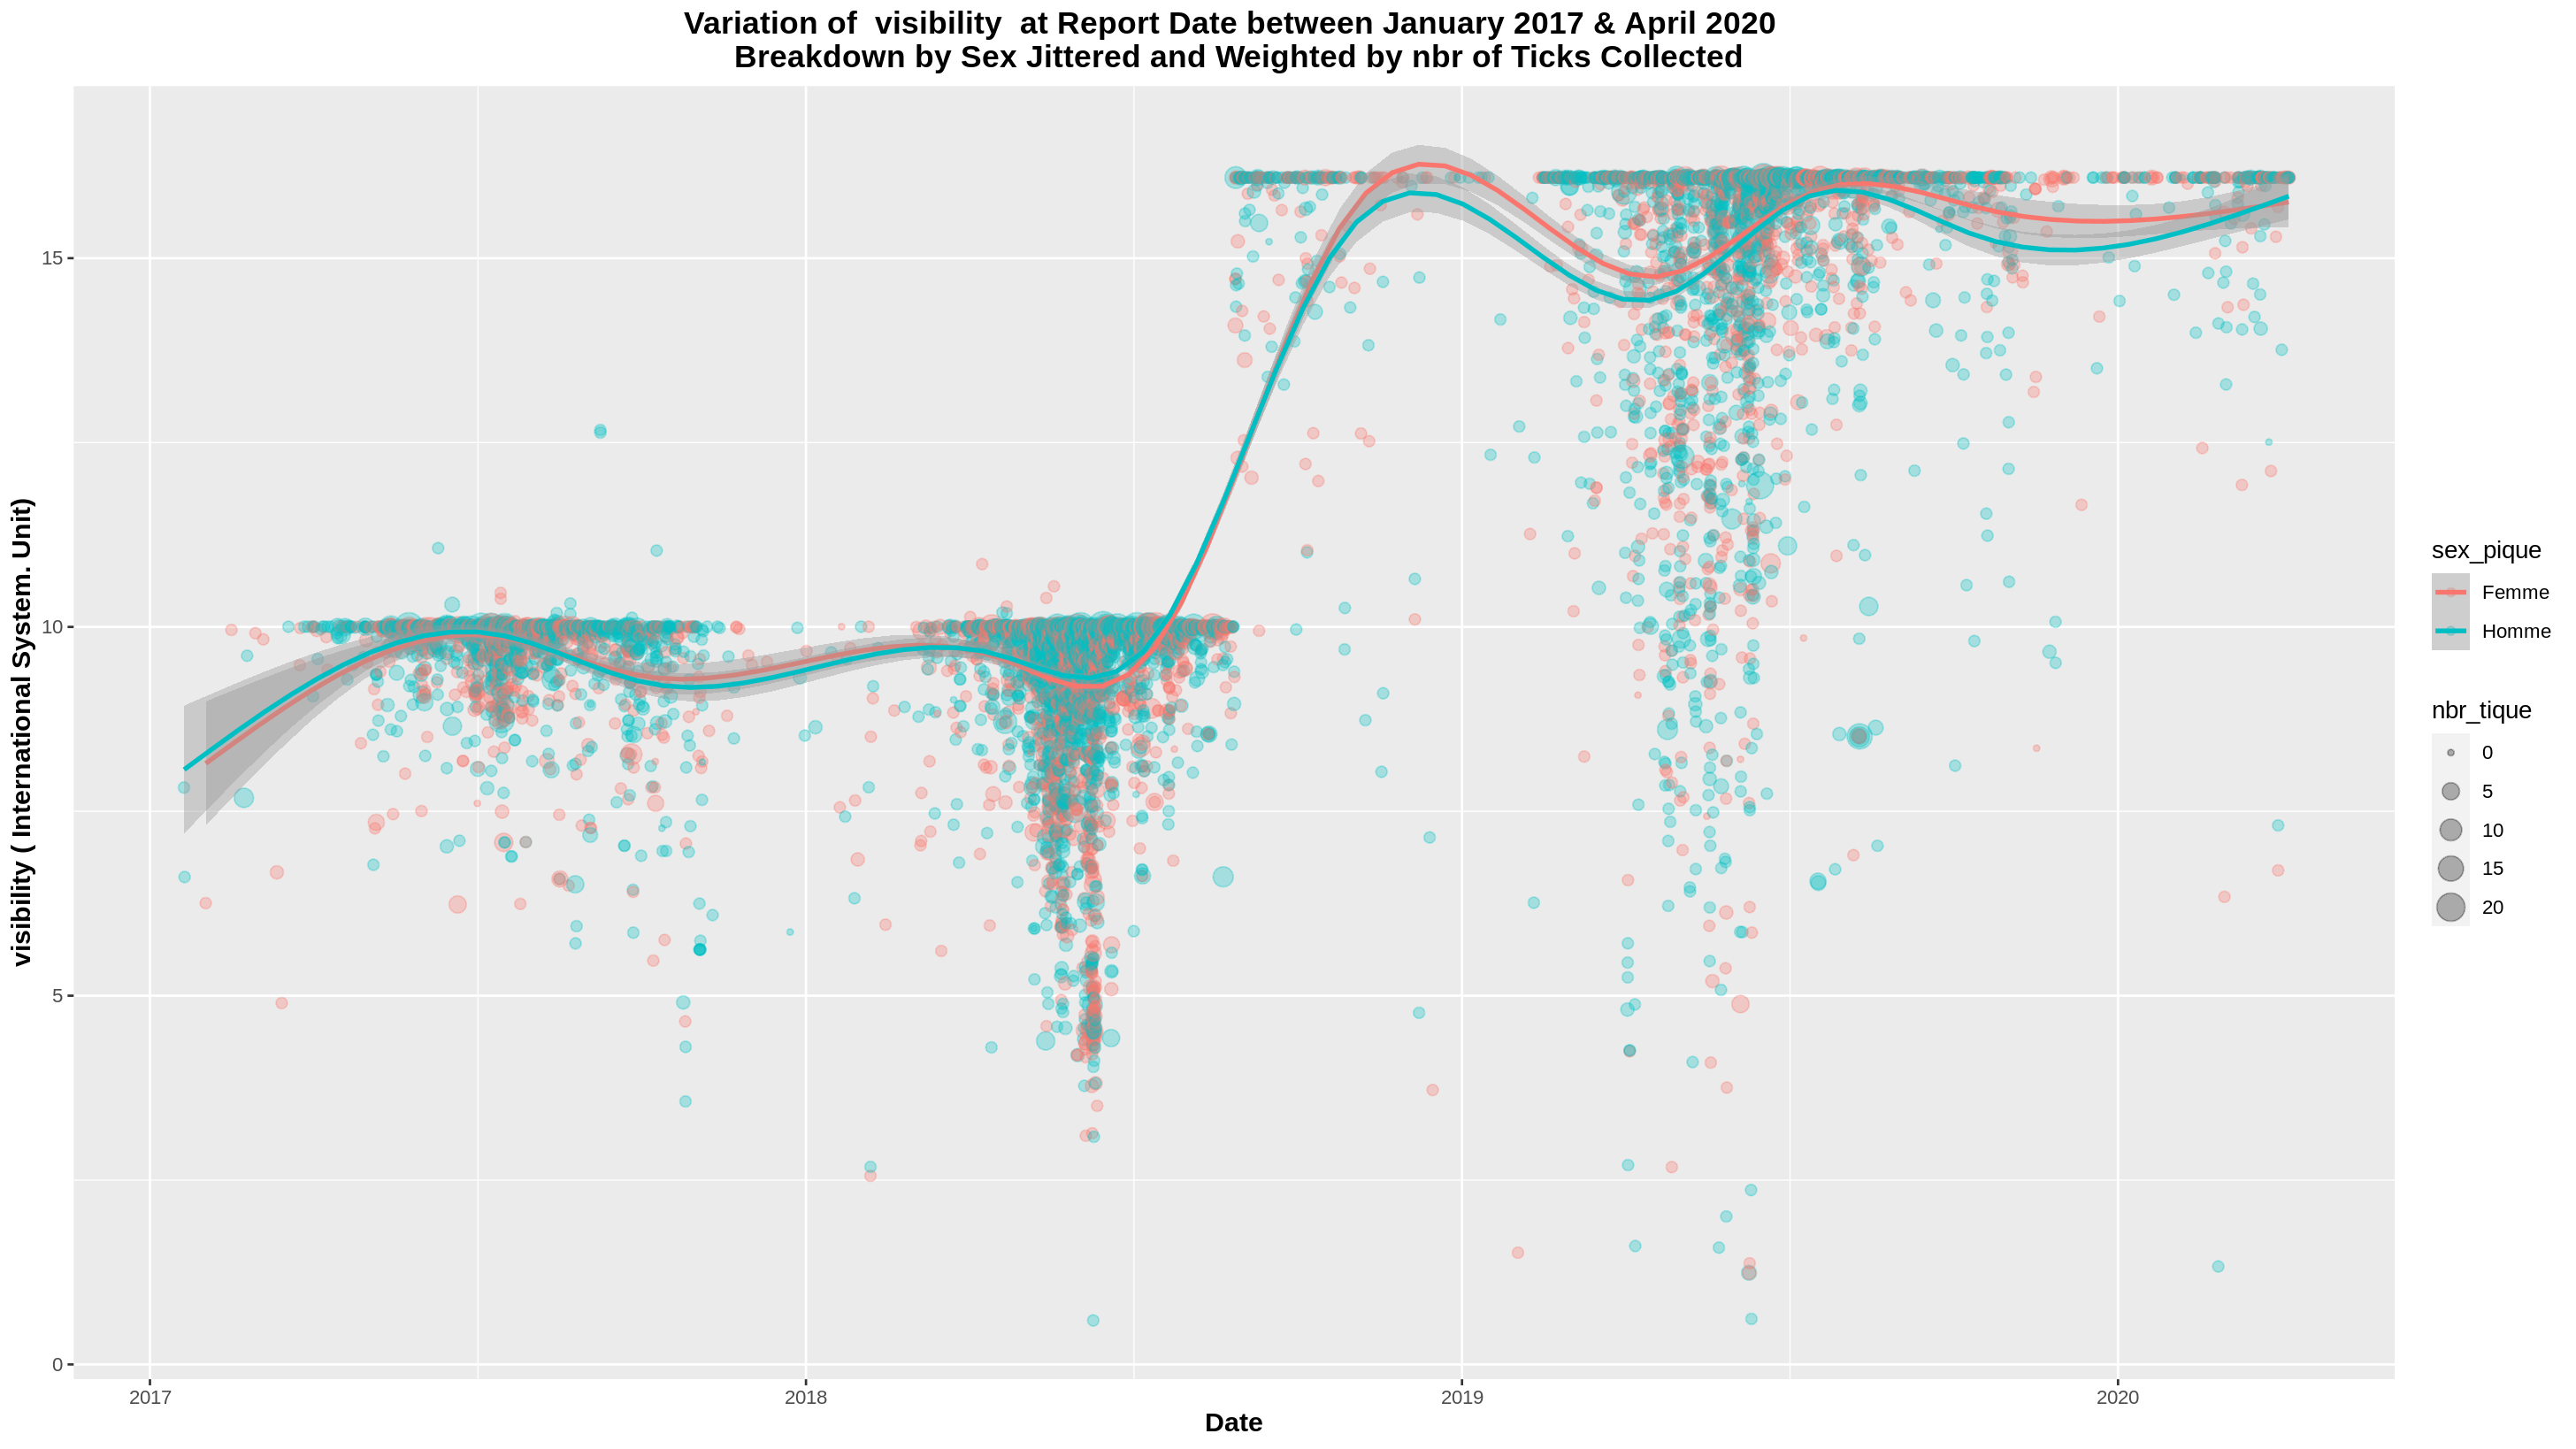 Variation of  visibility  at Report Date between January 2017 & April 2020
Breakdown by Sex Jittered and Weighted by nbr of Ticks Collected
visibility ( International System. Unit)
15
10
5
0
2017
2018
2019
2020
Date
sex_pique
Femme
Homme
nbr_tique
0
5
10
15
20